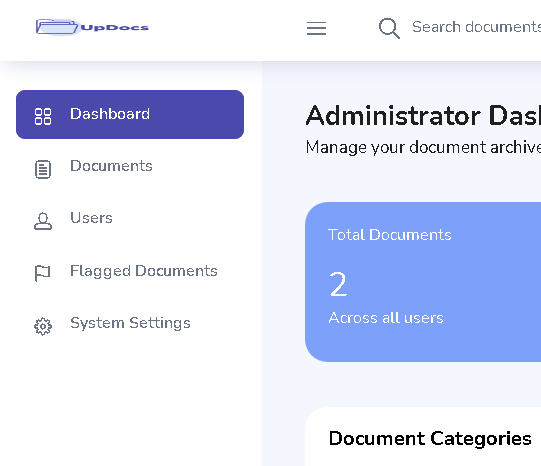 UpDocs
Search documents
Dashboard
Documents
Users
Flagged Documents
System Settings
Administrator
Manage your document archive
Total Documents
2
Across all users
Document Categories